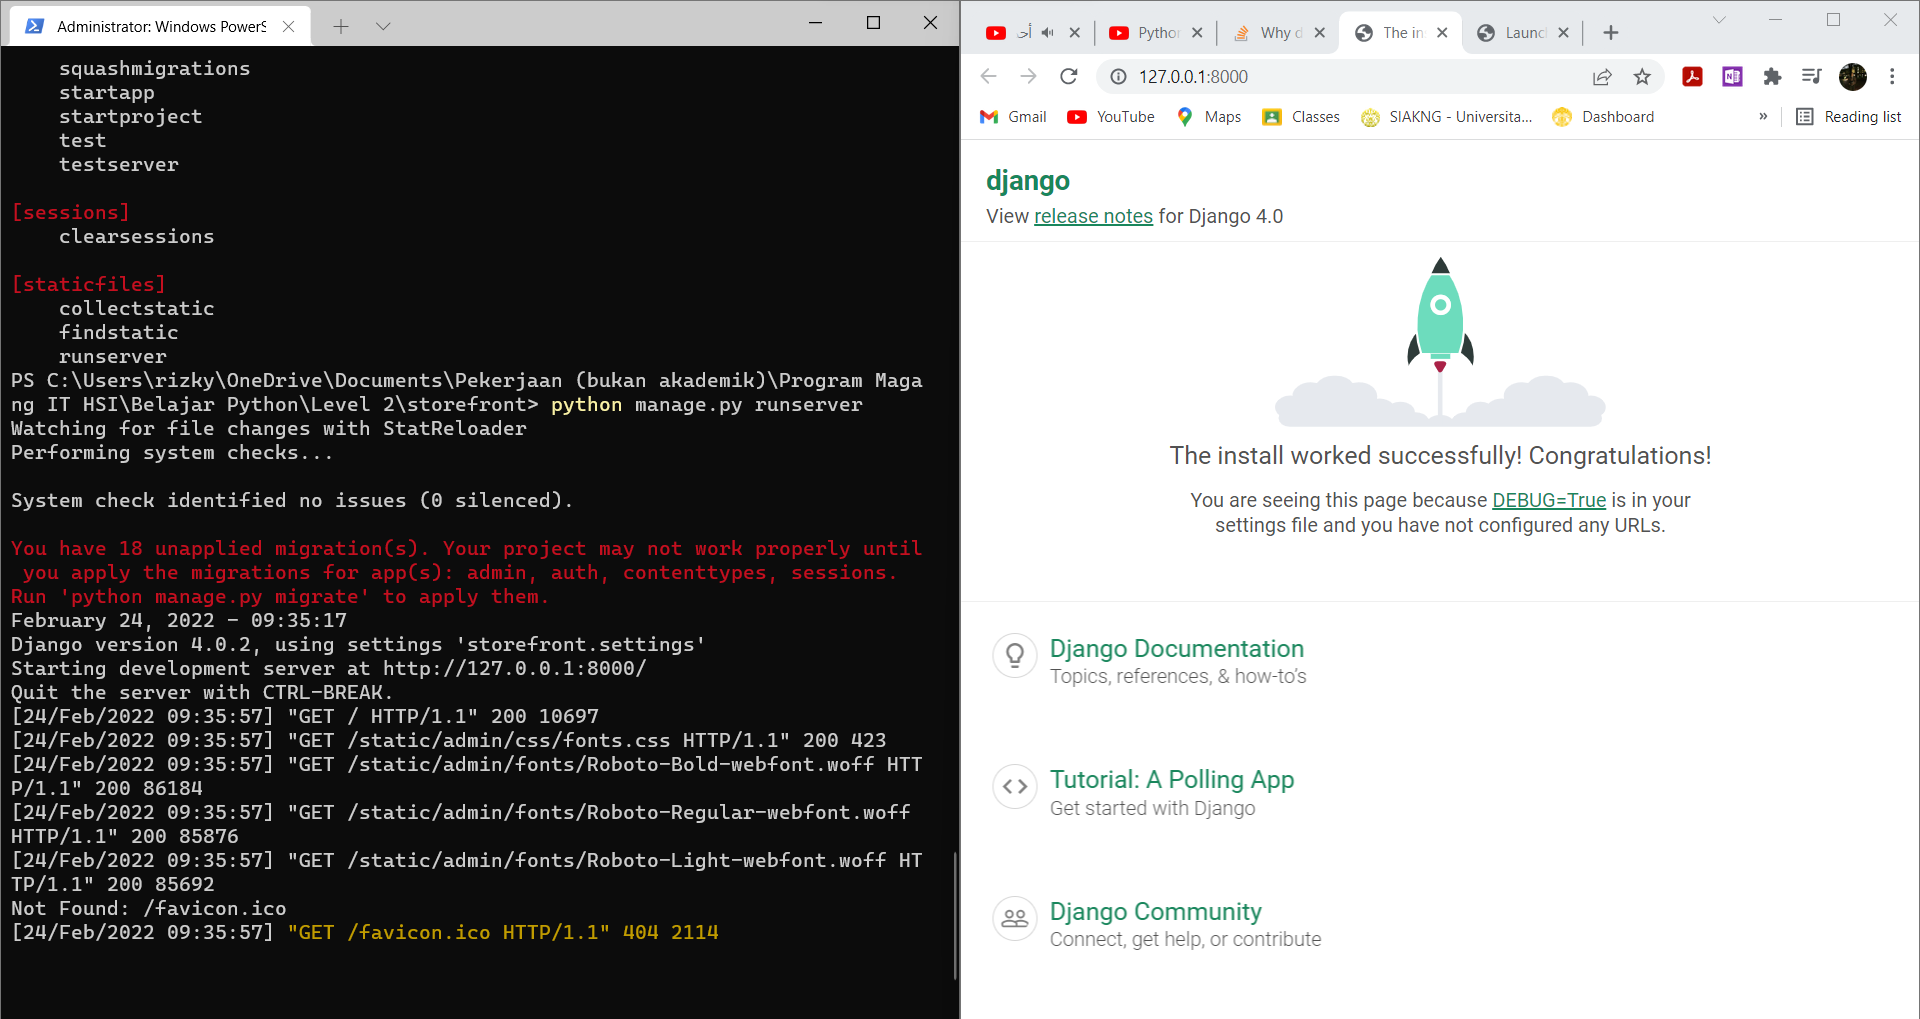 Administrator: Windows PowerS
squashmigrations
startapp
startproject
test
testserver
[sessions]
clearsessions
[staticfiles]
collectstatic
findstatic
runserver
PS C:\Users\rizky\OneDrive\Documents\Pekerjaan (bukan akademik)\Program Maga
ng IT HSI\Belajar Python\Level 2\storefront> python manage.py runserver
Watching for file changes with StatReloader
Performing system checks...
System check identified no issues (0 silenced).
You have 18 unapplied migration(s). Your project may not work properly until
you apply the migrations for app(s): admin, auth, contenttypes, sessions.
Run 'python manage.py migrate' to apply them.
February 24, 2022 - 09:35:17
Django version 4.0.2, using settings 'storefront.settings'
Starting development server at http://127.0.0.1:8000/
Quit the server with CTRL-BREAK.
[24/Feb/2022 09:35:57] "GET / HTTP/1.1" 200 10697
[24/Feb/2022 09:35:57] "GET /static/admin/css/fonts.css HTTP/1.1" 200 423
[24/Feb/2022 09:35:57] "GET /static/admin/fonts/Roboto-Bold-webfont.woff HTT
P/1.1" 200 86184
[24/Feb/2022 09:35:57] "GET /static/admin/fonts/Roboto-Regular-webfont.woff
HTTP/1.1" 200 85876
[24/Feb/2022 09:35:57] "GET /static/admin/fonts/Roboto-Light-webfont.woff HT
TP/1.1" 200 85692
Not Found: /favicon.ico
[24/Feb/2022 09:35:57] "GET /favicon.ico HTTP/1.1" 404 2114
أحـ Python Why d The in Launc
127.0.0.1:8000
Gmail YouTube Maps Classes SIAKNG - Universita... Dashboard » Reading list
django
View release notes for Django 4.0
The install worked successfully! Congratulations!
You are seeing this page because DEBUG=True is in your
settings file and you have not configured any URLs.
Django Documentation
Topics, references, & how-to's
Tutorial: A Polling App
Get started with Django
Django Community
Connect, get help, or contribute